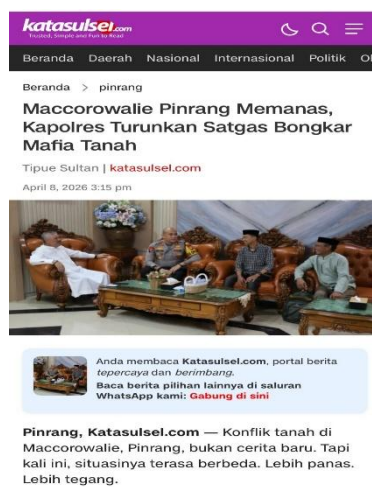 katasulsel.com
Trusted, Simple and Fun to Read
Beranda Daerah Nasional Internasional Politik
Beranda > pinrang
Maccorowalie Pinrang Memanas,
Kapolres Turunkan Satgas Bongkar
Mafia Tanah
Tipue Sultan | katasulsel.com
April 8, 2026 3:15 pm
Anda membaca Katasulsel.com, portal berita
tepercaya dan berimbang.
Baca berita pilihan lainnya di saluran
WhatsApp kami: Gabung di sini
Pinrang, Katasulsel.com — Konflik tanah di
Maccorowalie, Pinrang, bukan cerita baru. Tapi
kali ini, situasinya terasa berbeda. Lebih panas.
Lebih tegang.